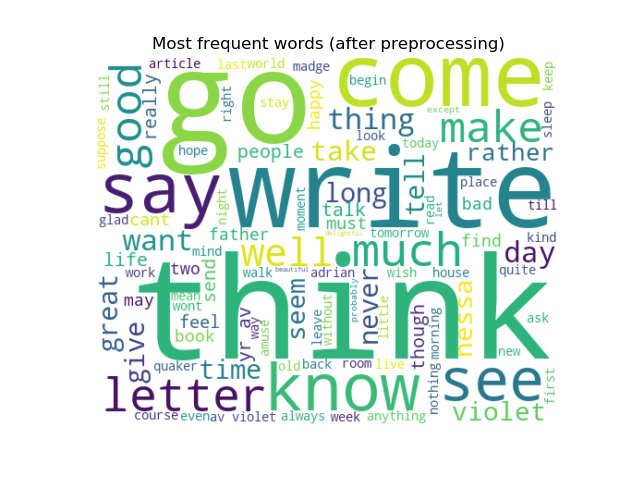 Most frequent words (after preprocessing)
still article last world madge begin keep
suppose good really go right stay happy come except
hope people thing look today make sleep
take rather
say write long tell place bad till
glad cant night moment talk read let
must
want father delightful tomorrow find kind
life mind well much day
work two send walk beautiful adrian wish house quite
great may mean think seem never nessa
wont feel leave without probably little though morning ask
give book yr av way amuse new
quaker time old back room live see first
letter know nothing violet
course even av violet always week anything